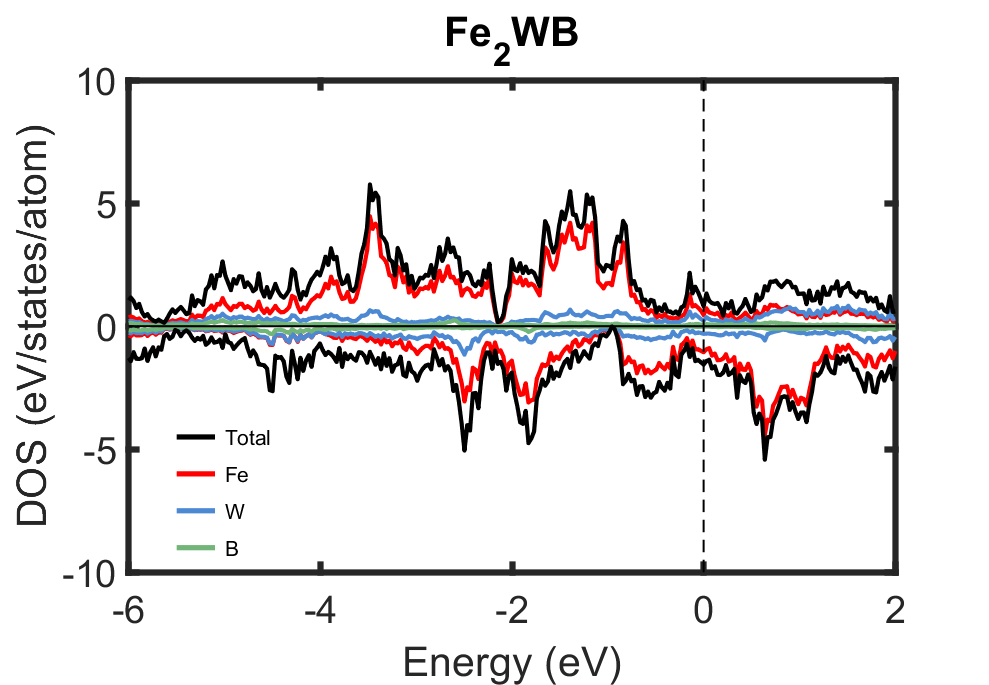 Fe₂WB
10
5
0
-5
-10
DOS (eV/states/atom)
Total
Fe
W
B
-6 -4 -2 0 2
Energy (eV)